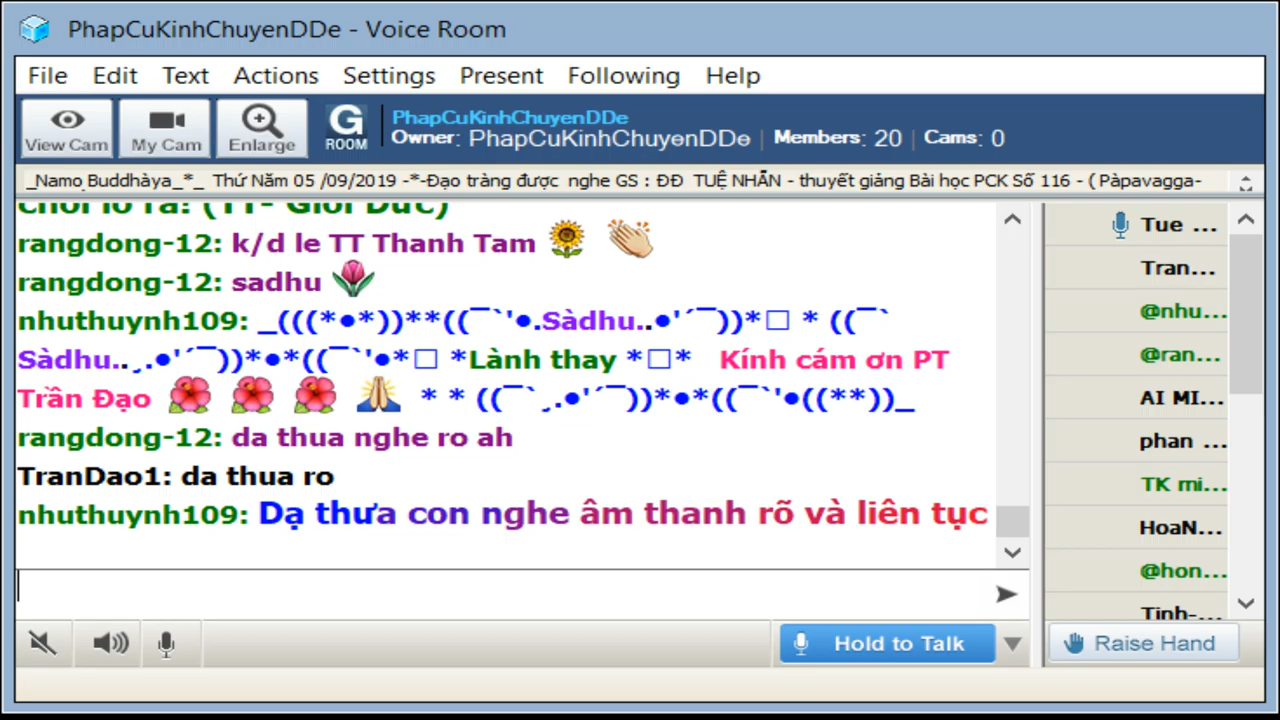 PhapCuKinhChuyenDDe - Voice Room
File Edit Text Actions Settings Present Following Help
View Cam My Cam Enlarge G ROOM
PhapCuKinhChuyenDDe
Owner: PhapCuKinhChuyenDDe | Members: 20 | Cams: 0
_Namo_Buddhàya_*_ Thứ Năm 05 /09/2019 -*-Đạo tràng được nghe GS : ĐĐ TUỆ NHẪN - thuyết giảng Bài học PCK Số 116 - ( Pàpavagga-
rangdong-12: k/d le TT Thanh Tam 🌻 👏
rangdong-12: sadhu 🌷
nhuthuynh109: _(((*●*))**((¯`'●.Sàdhu..●'´¯))*□ * ((¯`
Sàdhu..¸.●'´¯))*●*((¯`'●*□ *Lành thay *□* Kính cám ơn PT
Trần Đạo 🌺 🌺 🌺 🙏 * * ((¯`¸.●'´¯))*●*((¯`'●((**))_
rangdong-12: da thua nghe ro ah
TranDao1: da thua ro
nhuthuynh109: Dạ thưa con nghe âm thanh rõ và liên tục
Hold to Talk
Tue ...
Tran...
@nhu...
@ran...
AI MI...
phan ...
TK mi...
HoaN...
@hon...
Tinh-...
Raise Hand